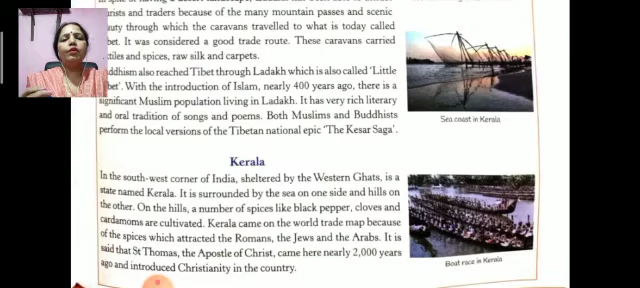 tourists and traders because of the many mountain passes and scenic
beauty through which the caravans travelled to what is today called
Tibet. It was considered a good trade route. These caravans carried
textiles and spices, raw silk and carpets.
Buddhism also reached Tibet through Ladakh which is also called 'Little
Tibet'. With the introduction of Islam, nearly 400 years ago, there is a
significant Muslim population living in Ladakh. It has very rich literary
and oral tradition of songs and poems. Both Muslims and Buddhists
perform the local versions of the Tibetan national epic 'The Kesar Saga'.
Sea coast in Kerala
Kerala
In the south-west corner of India, sheltered by the Western Ghats, is a
state named Kerala. It is surrounded by the sea on one side and hills on
the other. On the hills, a number of spices like black pepper, cloves and
cardamoms are cultivated. Kerala came on the world trade map because
of the spices which attracted the Romans, the Jews and the Arabs. It is
said that St Thomas, the Apostle of Christ, came here nearly 2,000 years
ago and introduced Christianity in the country.
Boat race in Kerala